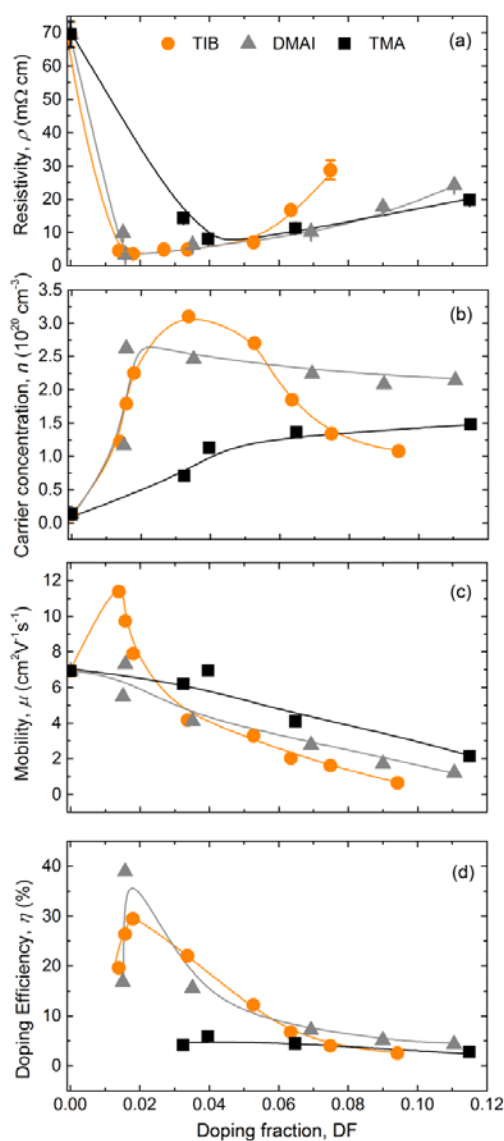 TIB DMAI TMA (a)
Resistivity, ρ (mΩ cm)
70
60
50
40
30
20
10
0
(b)
Carrier concentration, n (10²⁰ cm⁻³)
3.5
3.0
2.5
2.0
1.5
1.0
0.5
0.0
(c)
Mobility, μ (cm²V⁻¹s⁻¹)
12
10
8
6
4
2
0
(d)
Doping Efficiency, η (%)
40
30
20
10
0
0.00 0.02 0.04 0.06 0.08 0.10 0.12
Doping fraction, DF